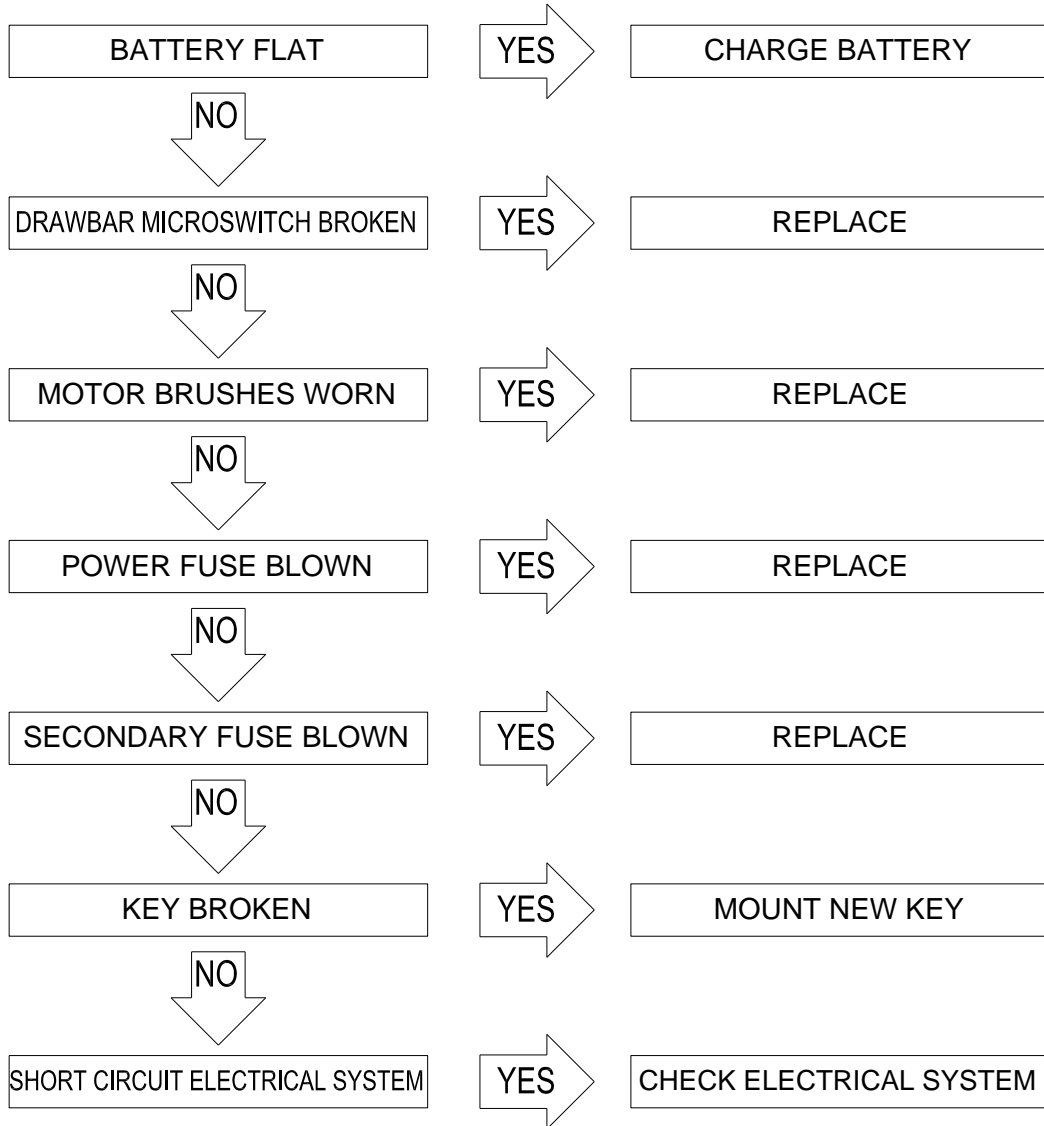 BATTERY FLAT
YES
CHARGE BATTERY
NO
DRAWBAR MICROSWITCH BROKEN
YES
REPLACE
NO
MOTOR BRUSHES WORN
YES
REPLACE
NO
POWER FUSE BLOWN
YES
REPLACE
NO
SECONDARY FUSE BLOWN
YES
REPLACE
NO
KEY BROKEN
YES
MOUNT NEW KEY
NO
SHORT CIRCUIT ELECTRICAL SYSTEM
YES
CHECK ELECTRICAL SYSTEM